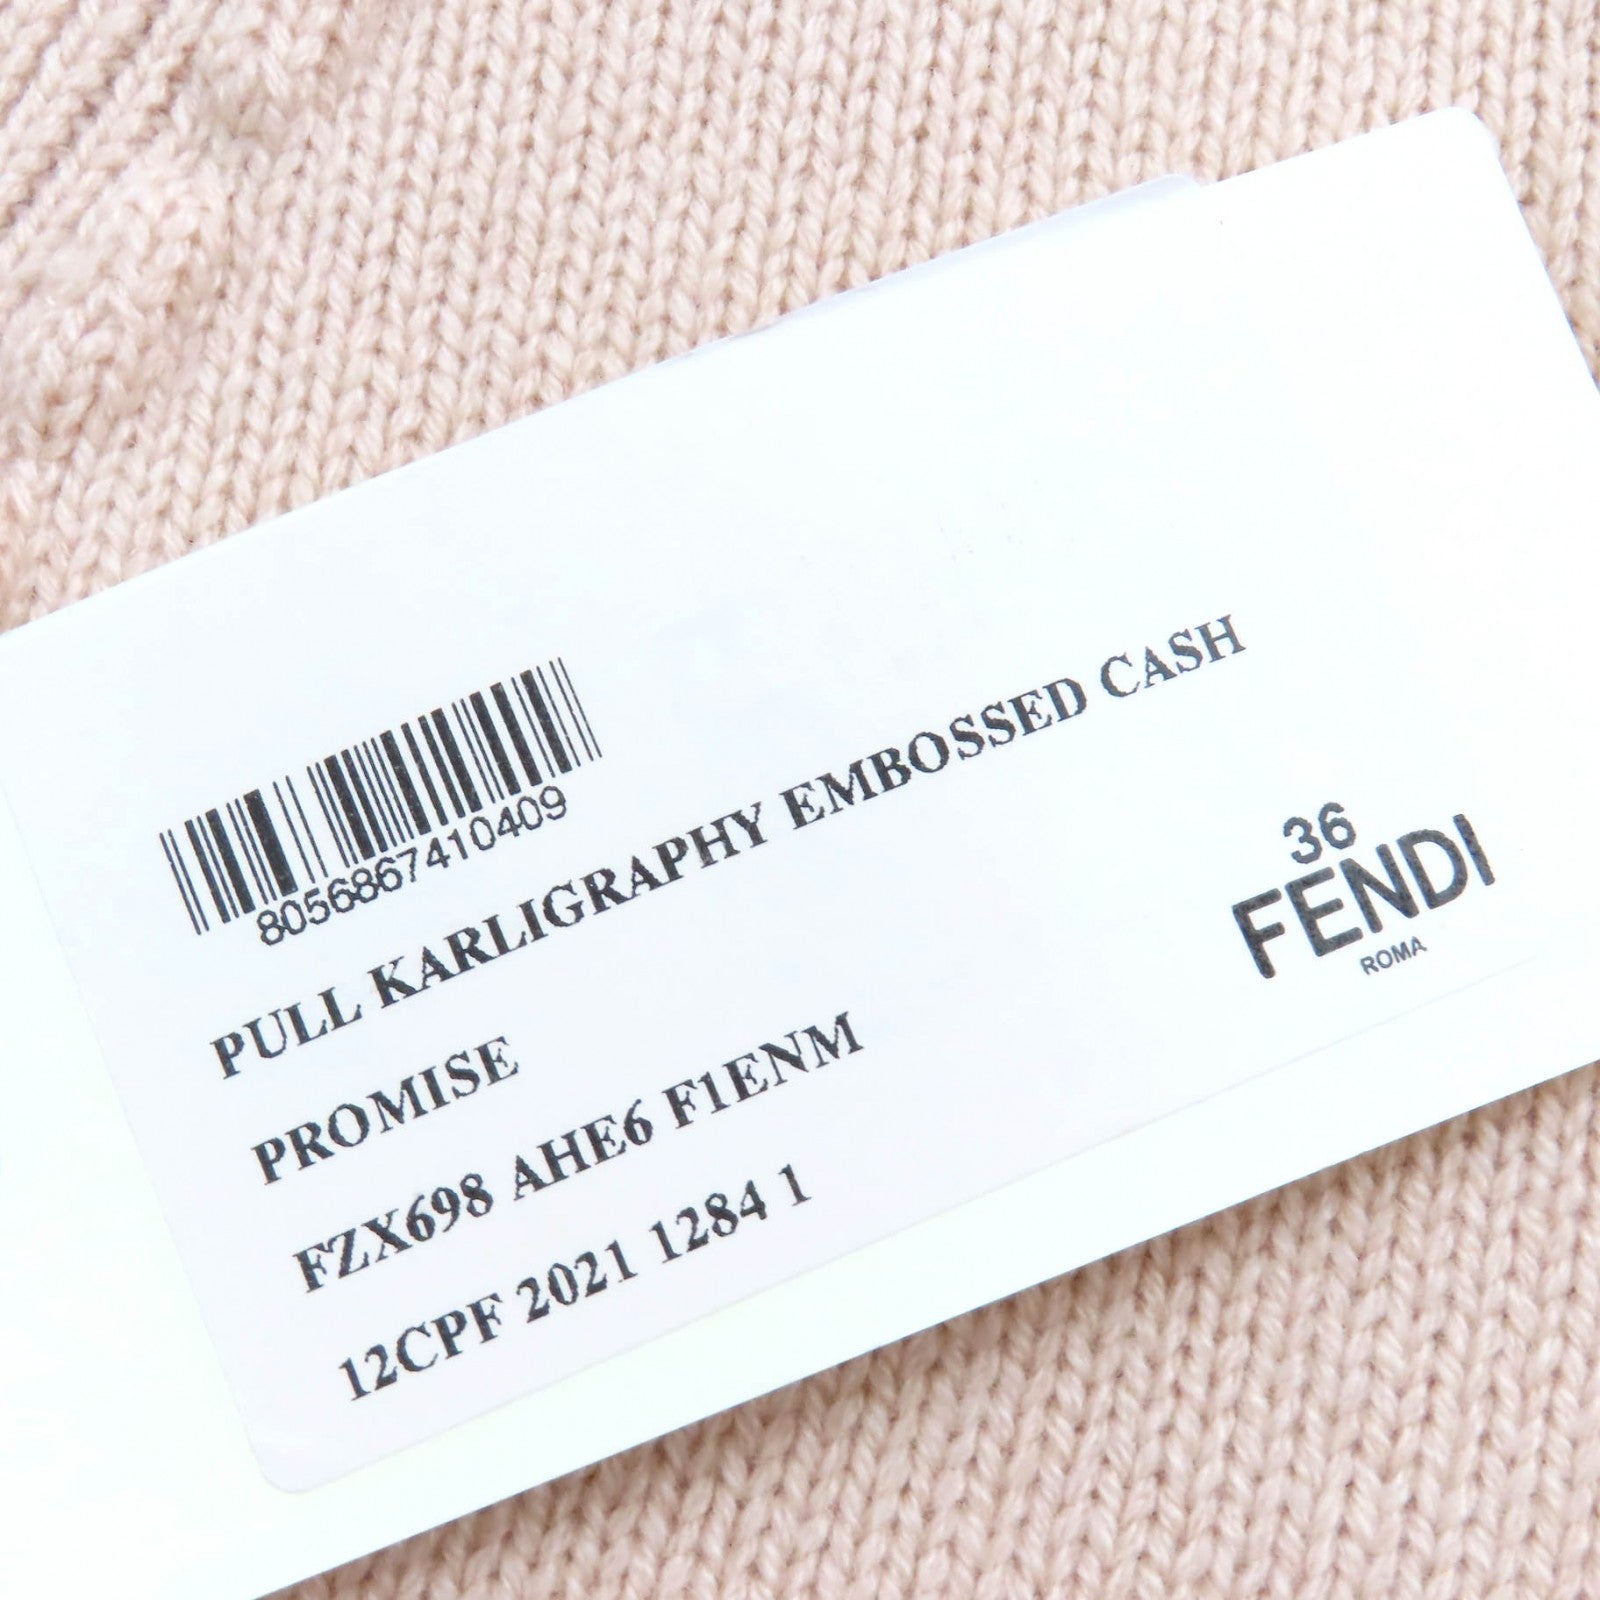 8056867410409
PULL KARLIGRAPHY EMBOSSED CASH
PROMISE
FZX698 AHE6 F1ENM
12CPF 2021 1284 1
36
FENDI
ROMA